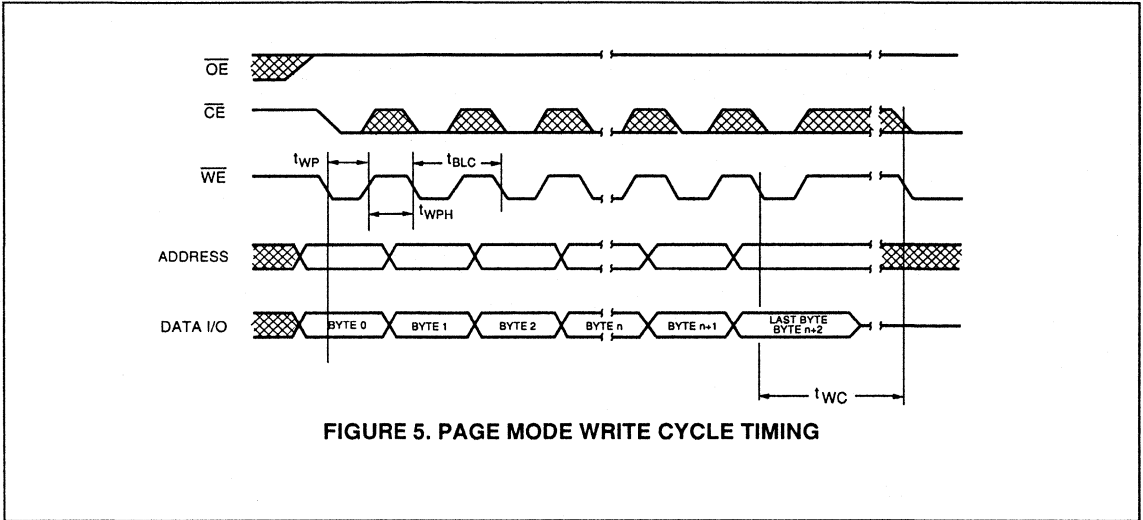 OE
CE
tWP
tBLC
WE
tWPH
ADDRESS
DATA I/O
BYTE 0
BYTE 1
BYTE 2
BYTE n
BYTE n+1
LAST BYTE
BYTE n+2
tWC
FIGURE 5. PAGE MODE WRITE CYCLE TIMING